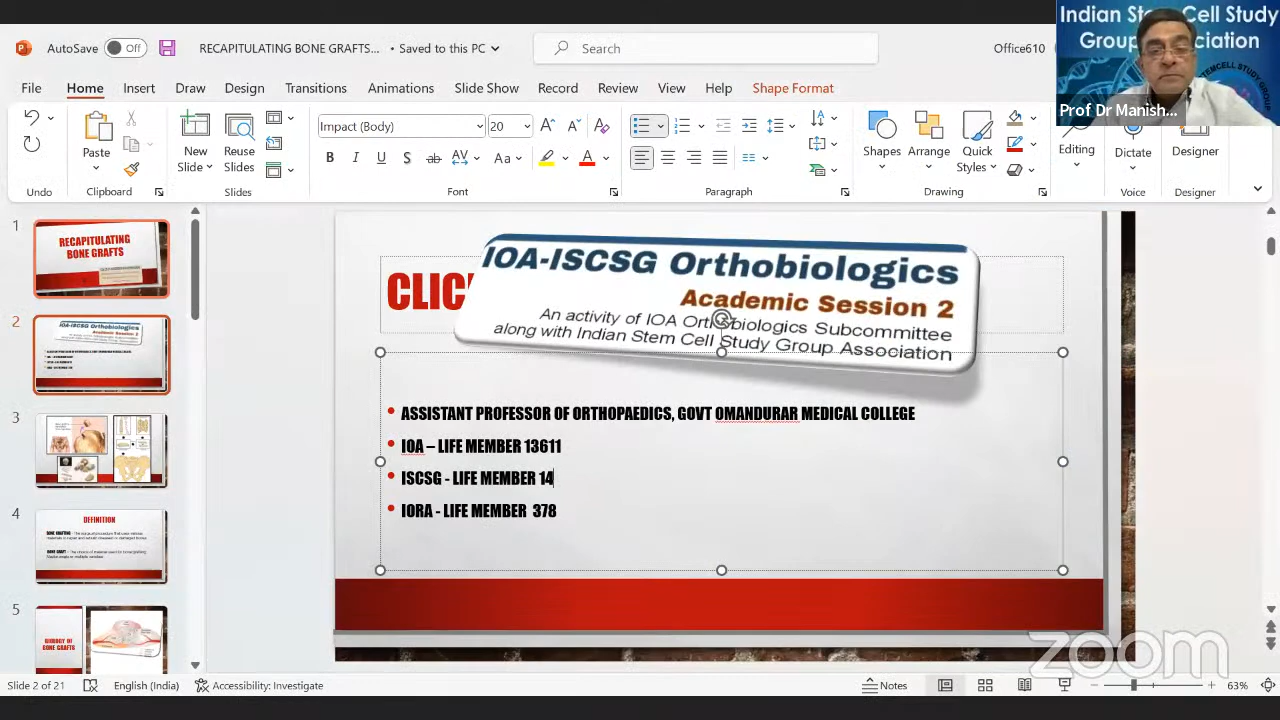 AutoSave Off RECAPITULATING BONE GRAFTS... • Saved to this PC Search Office610
Indian Stem Cell Study
Group Association
Prof Dr Manish...
File Home Insert Draw Design Transitions Animations Slide Show Record Review View Help Shape Format
Impact (Body) 20
Paste New Slide Reuse Slides Shapes Arrange Quick Styles Editing Dictate Designer
Undo Clipboard Slides Font Paragraph Drawing Voice Designer
1
RECAPITULATING
BONE GRAFTS
2
IOA-ISCSG Orthobiologics
Academic Session 2
3
4
DEFINITION
5
BIOLOGY OF
BONE GRAFTS
CLIC
IOA-ISCSG Orthobiologics
Academic Session 2
An activity of IOA Orthobiologics Subcommittee
along with Indian Stem Cell Study Group Association
• ASSISTANT PROFESSOR OF ORTHOPAEDICS, GOVT OMANDURAR MEDICAL COLLEGE
• IOA – LIFE MEMBER 13611
• ISCSG - LIFE MEMBER 14
• IORA - LIFE MEMBER 378
zoom
Slide 2 of 21 English (India) Accessibility: Investigate Notes 63%